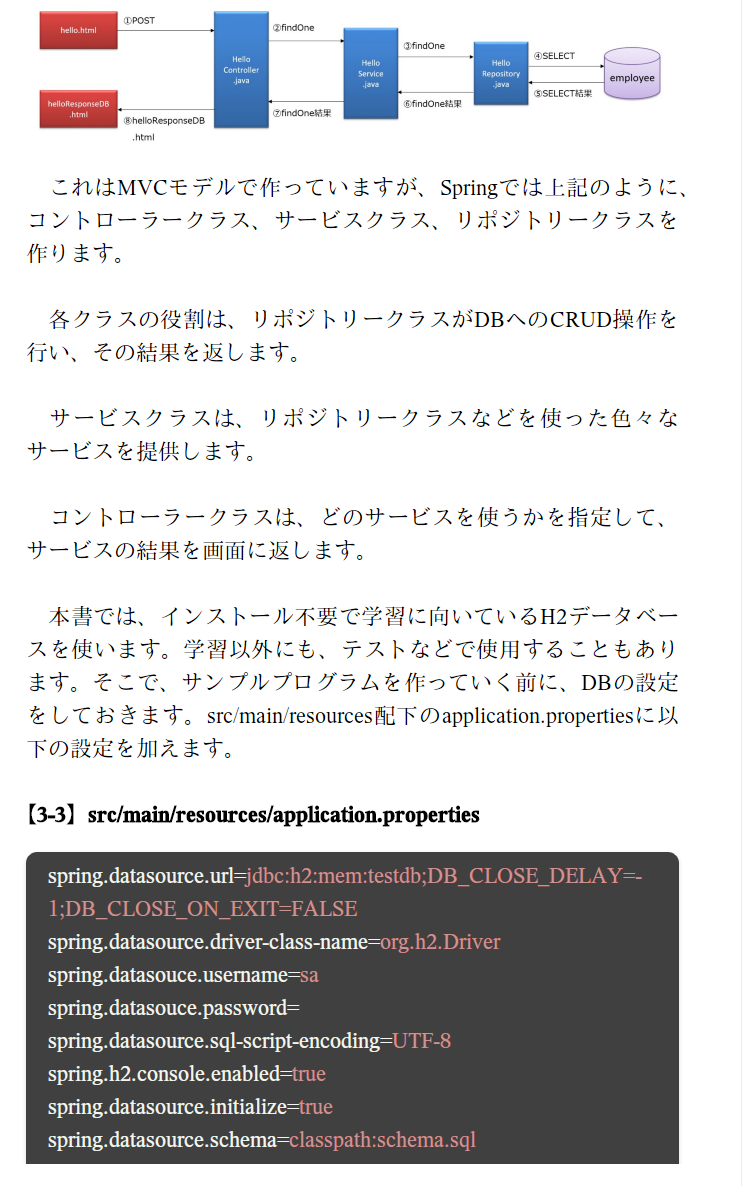 hello.html
①POST
Hello
Controller
.java
②findOne
Hello
Service
.java
③findOne
Hello
Repository
.java
④SELECT
employee
⑤SELECT結果
⑥findOne結果
⑦findOne結果
helloResponseDB
.html
⑧helloResponseDB
.html
これはMVCモデルで作っていますが、Springでは上記のように、
コントローラークラス、サービスクラス、リポジトリークラスを
作ります。
各クラスの役割は、リポジトリークラスがDBへのCRUD操作を
行い、その結果を返します。
サービスクラスは、リポジトリークラスなどを使った色々な
サービスを提供します。
コントローラークラスは、どのサービスを使うかを指定して、
サービスの結果を画面に返します。
本書では、インストール不要で学習に向いているH2データベー
スを使います。学習以外にも、テストなどで使用することもあり
ます。そこで、サンプルプログラムを作っていく前に、DBの設定
をしておきます。src/main/resources配下のapplication.propertiesに以
下の設定を加えます。
【3-3】src/main/resources/application.properties
spring.datasource.url=jdbc:h2:mem:testdb;DB_CLOSE_DELAY=-
1;DB_CLOSE_ON_EXIT=FALSE
spring.datasource.driver-class-name=org.h2.Driver
spring.datasouce.username=sa
spring.datasouce.password=
spring.datasource.sql-script-encoding=UTF-8
spring.h2.console.enabled=true
spring.datasource.initialize=true
spring.datasource.schema=classpath:schema.sql